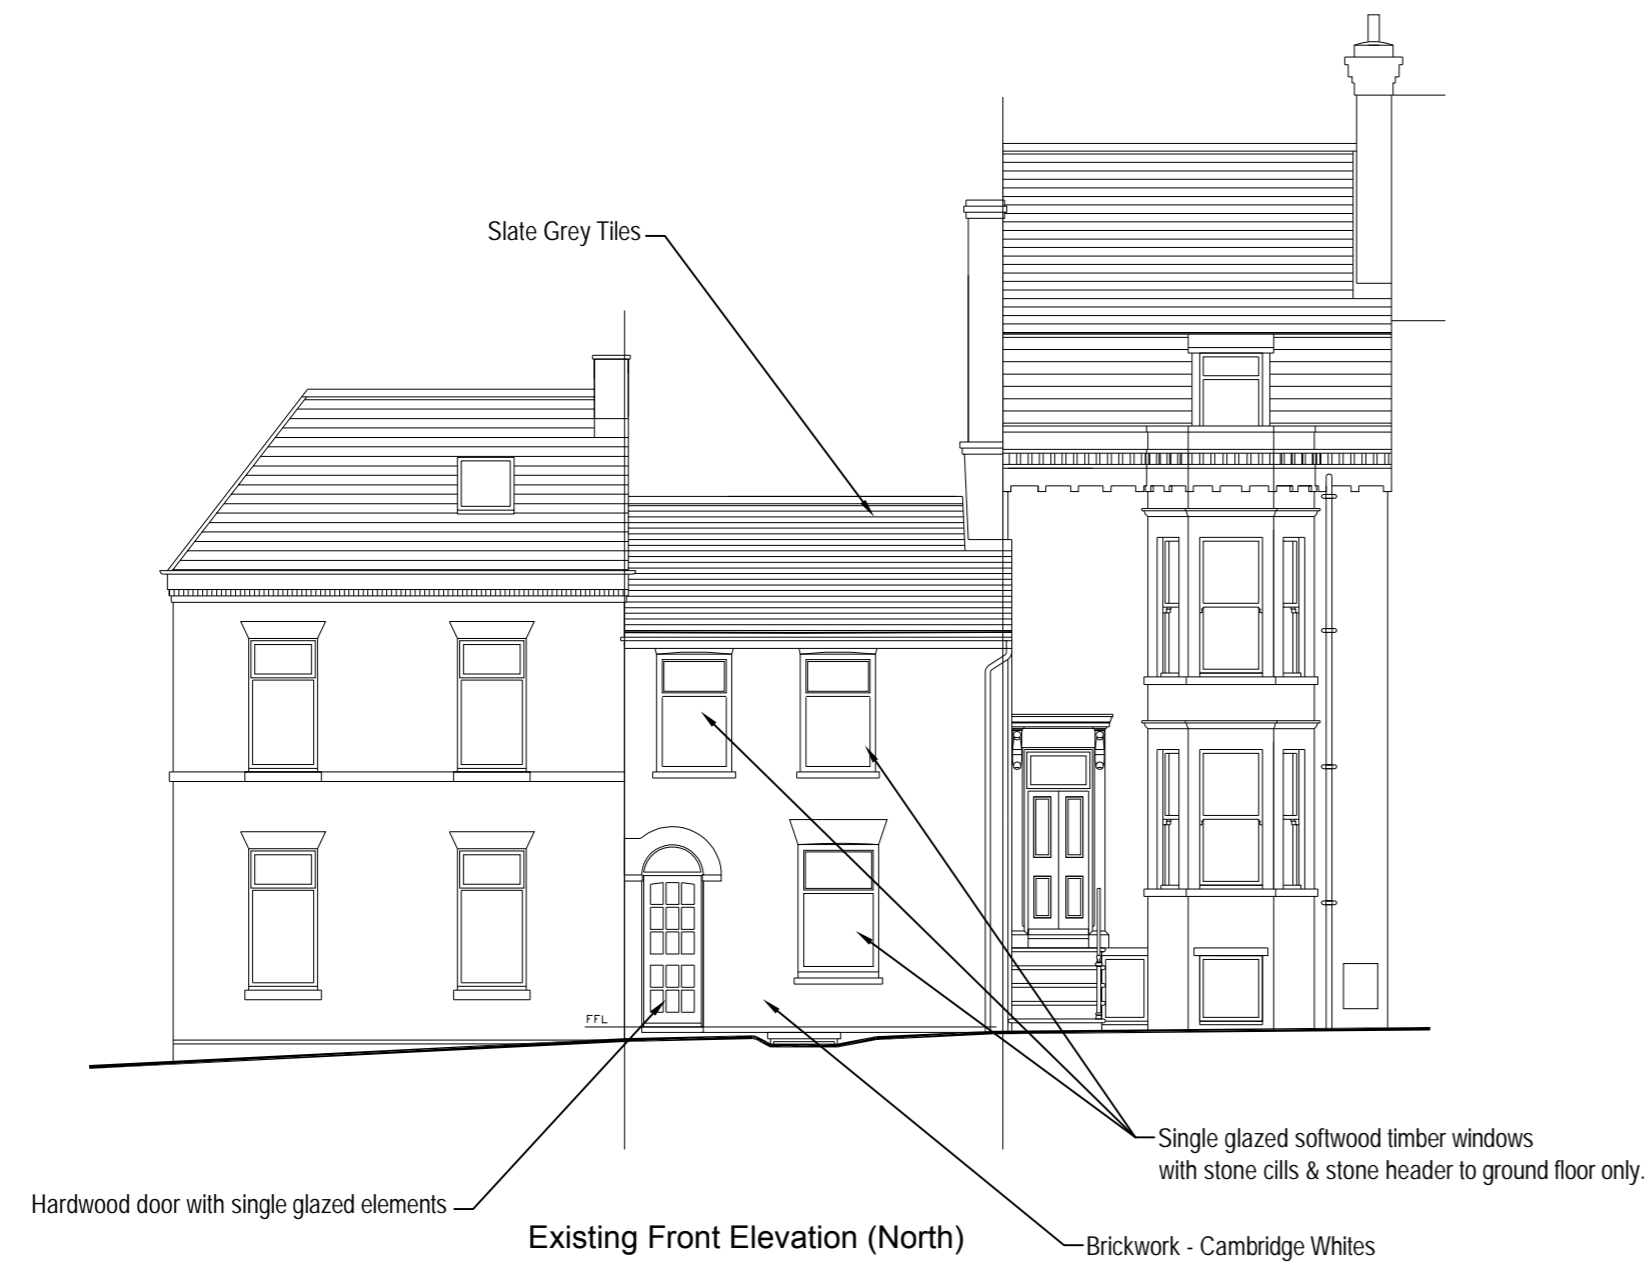 Slate Grey Tiles
FFL
Single glazed softwood timber windows
with stone cills & stone header to ground floor only.
Hardwood door with single glazed elements
Existing Front Elevation (North)
Brickwork - Cambridge Whites